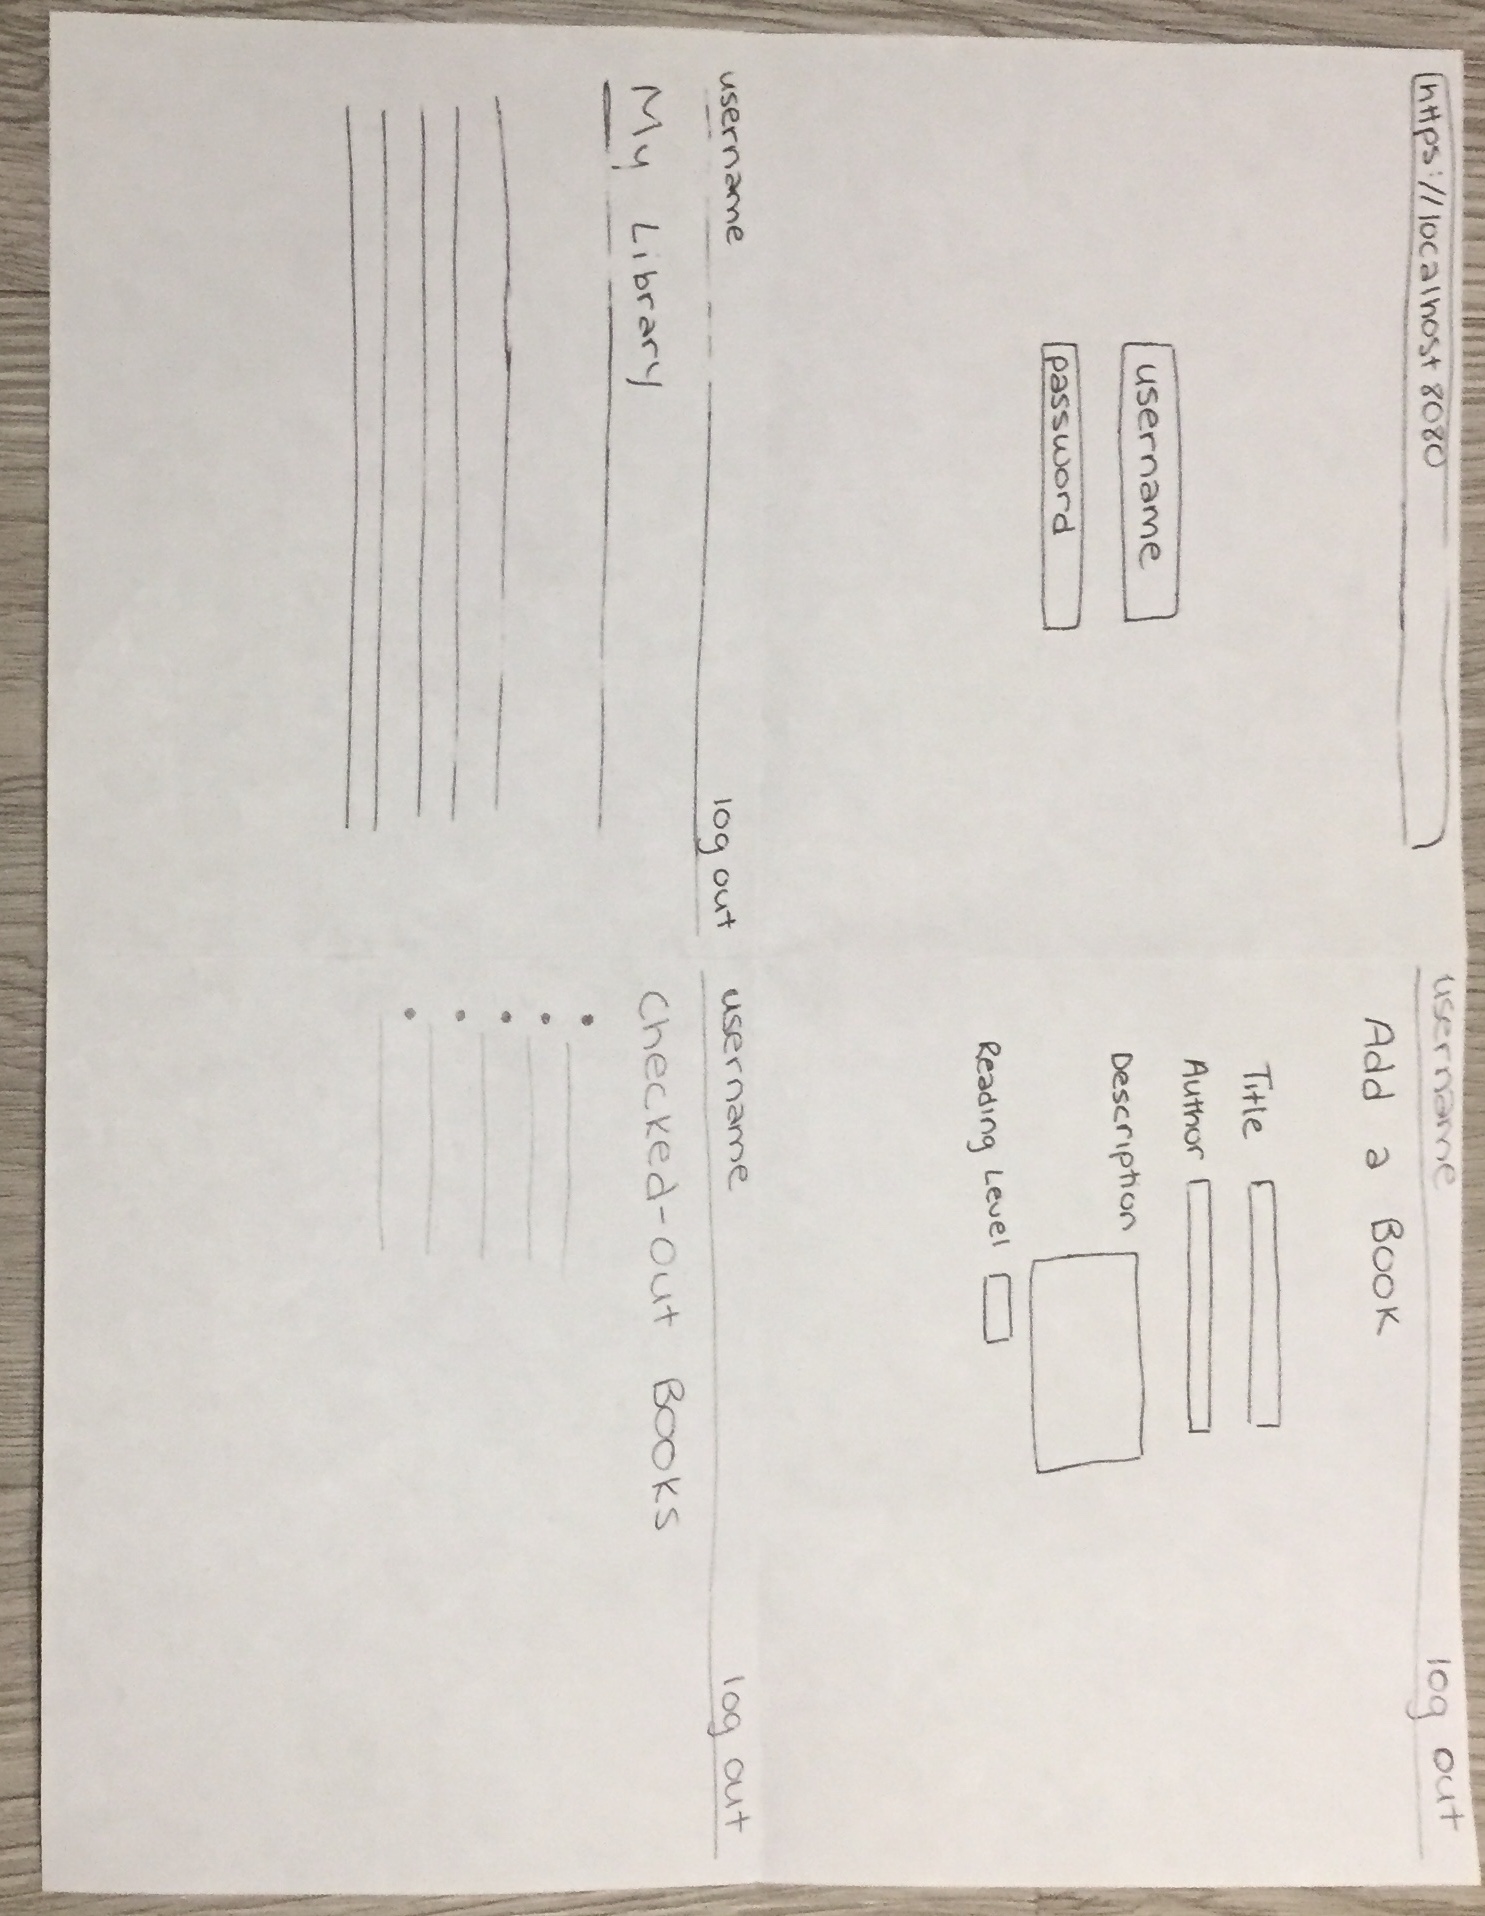 https://localhost 8080
username
password
username log out
Add a Book
Title
Author
Description
Reading Level
username log out
My Library
username log out
Checked-out Books